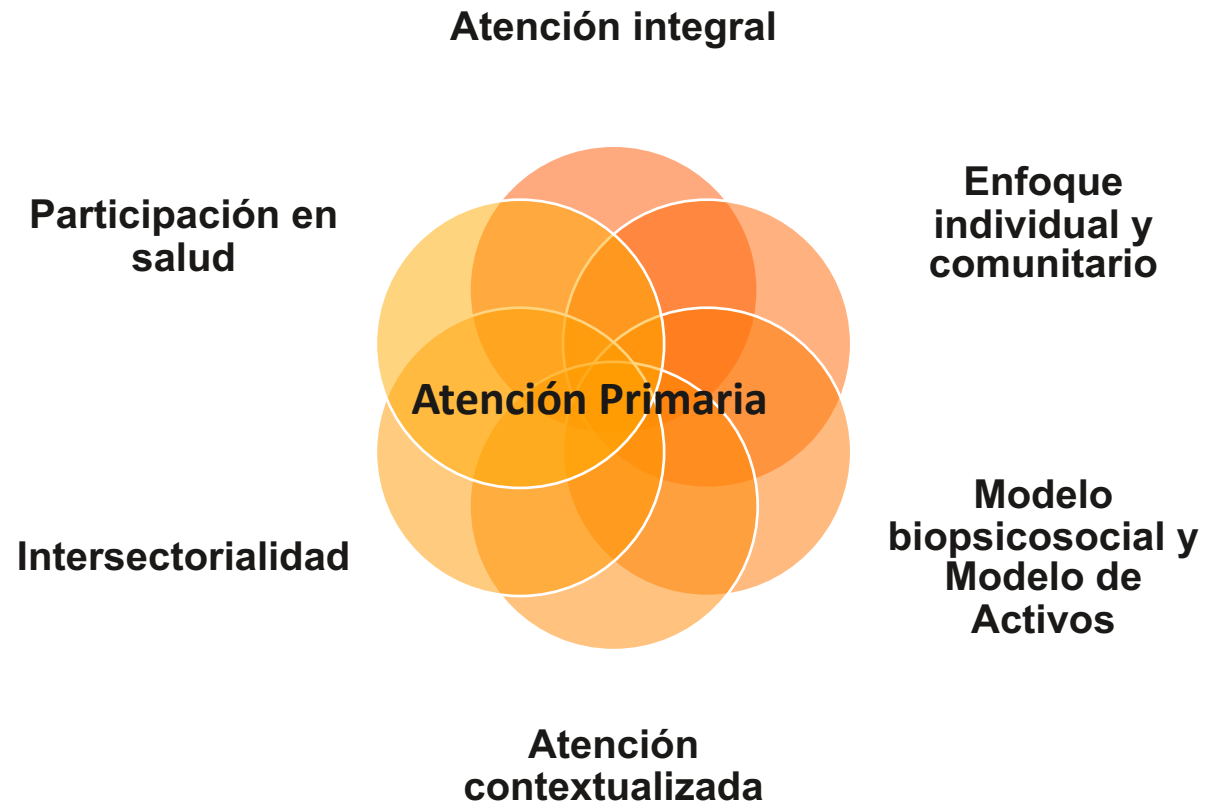 Atención integral
Enfoque
individual y
comunitario
Participación en
salud
Atención Primaria
Modelo
biopsicosocial y
Modelo de
Activos
Intersectorialidad
Atención
contextualizada